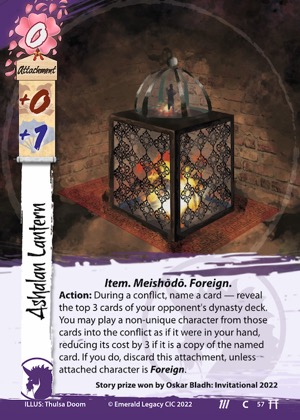 0
Attachment
+0
+1
Ashalan Lantern
Item. Meishōdō. Foreign.
Action: During a conflict, name a card — reveal
the top 3 cards of your opponent's dynasty deck.
You may play a non-unique character from those
cards into the conflict as if it were in your hand,
reducing its cost by 3 if it is a copy of the named
card. If you do, discard this attachment, unless
attached character is Foreign.
Story prize won by Oskar Bladh: Invitational 2022
ILLUS: Thulsa Doom © Emerald Legacy CIC 2022 C 57